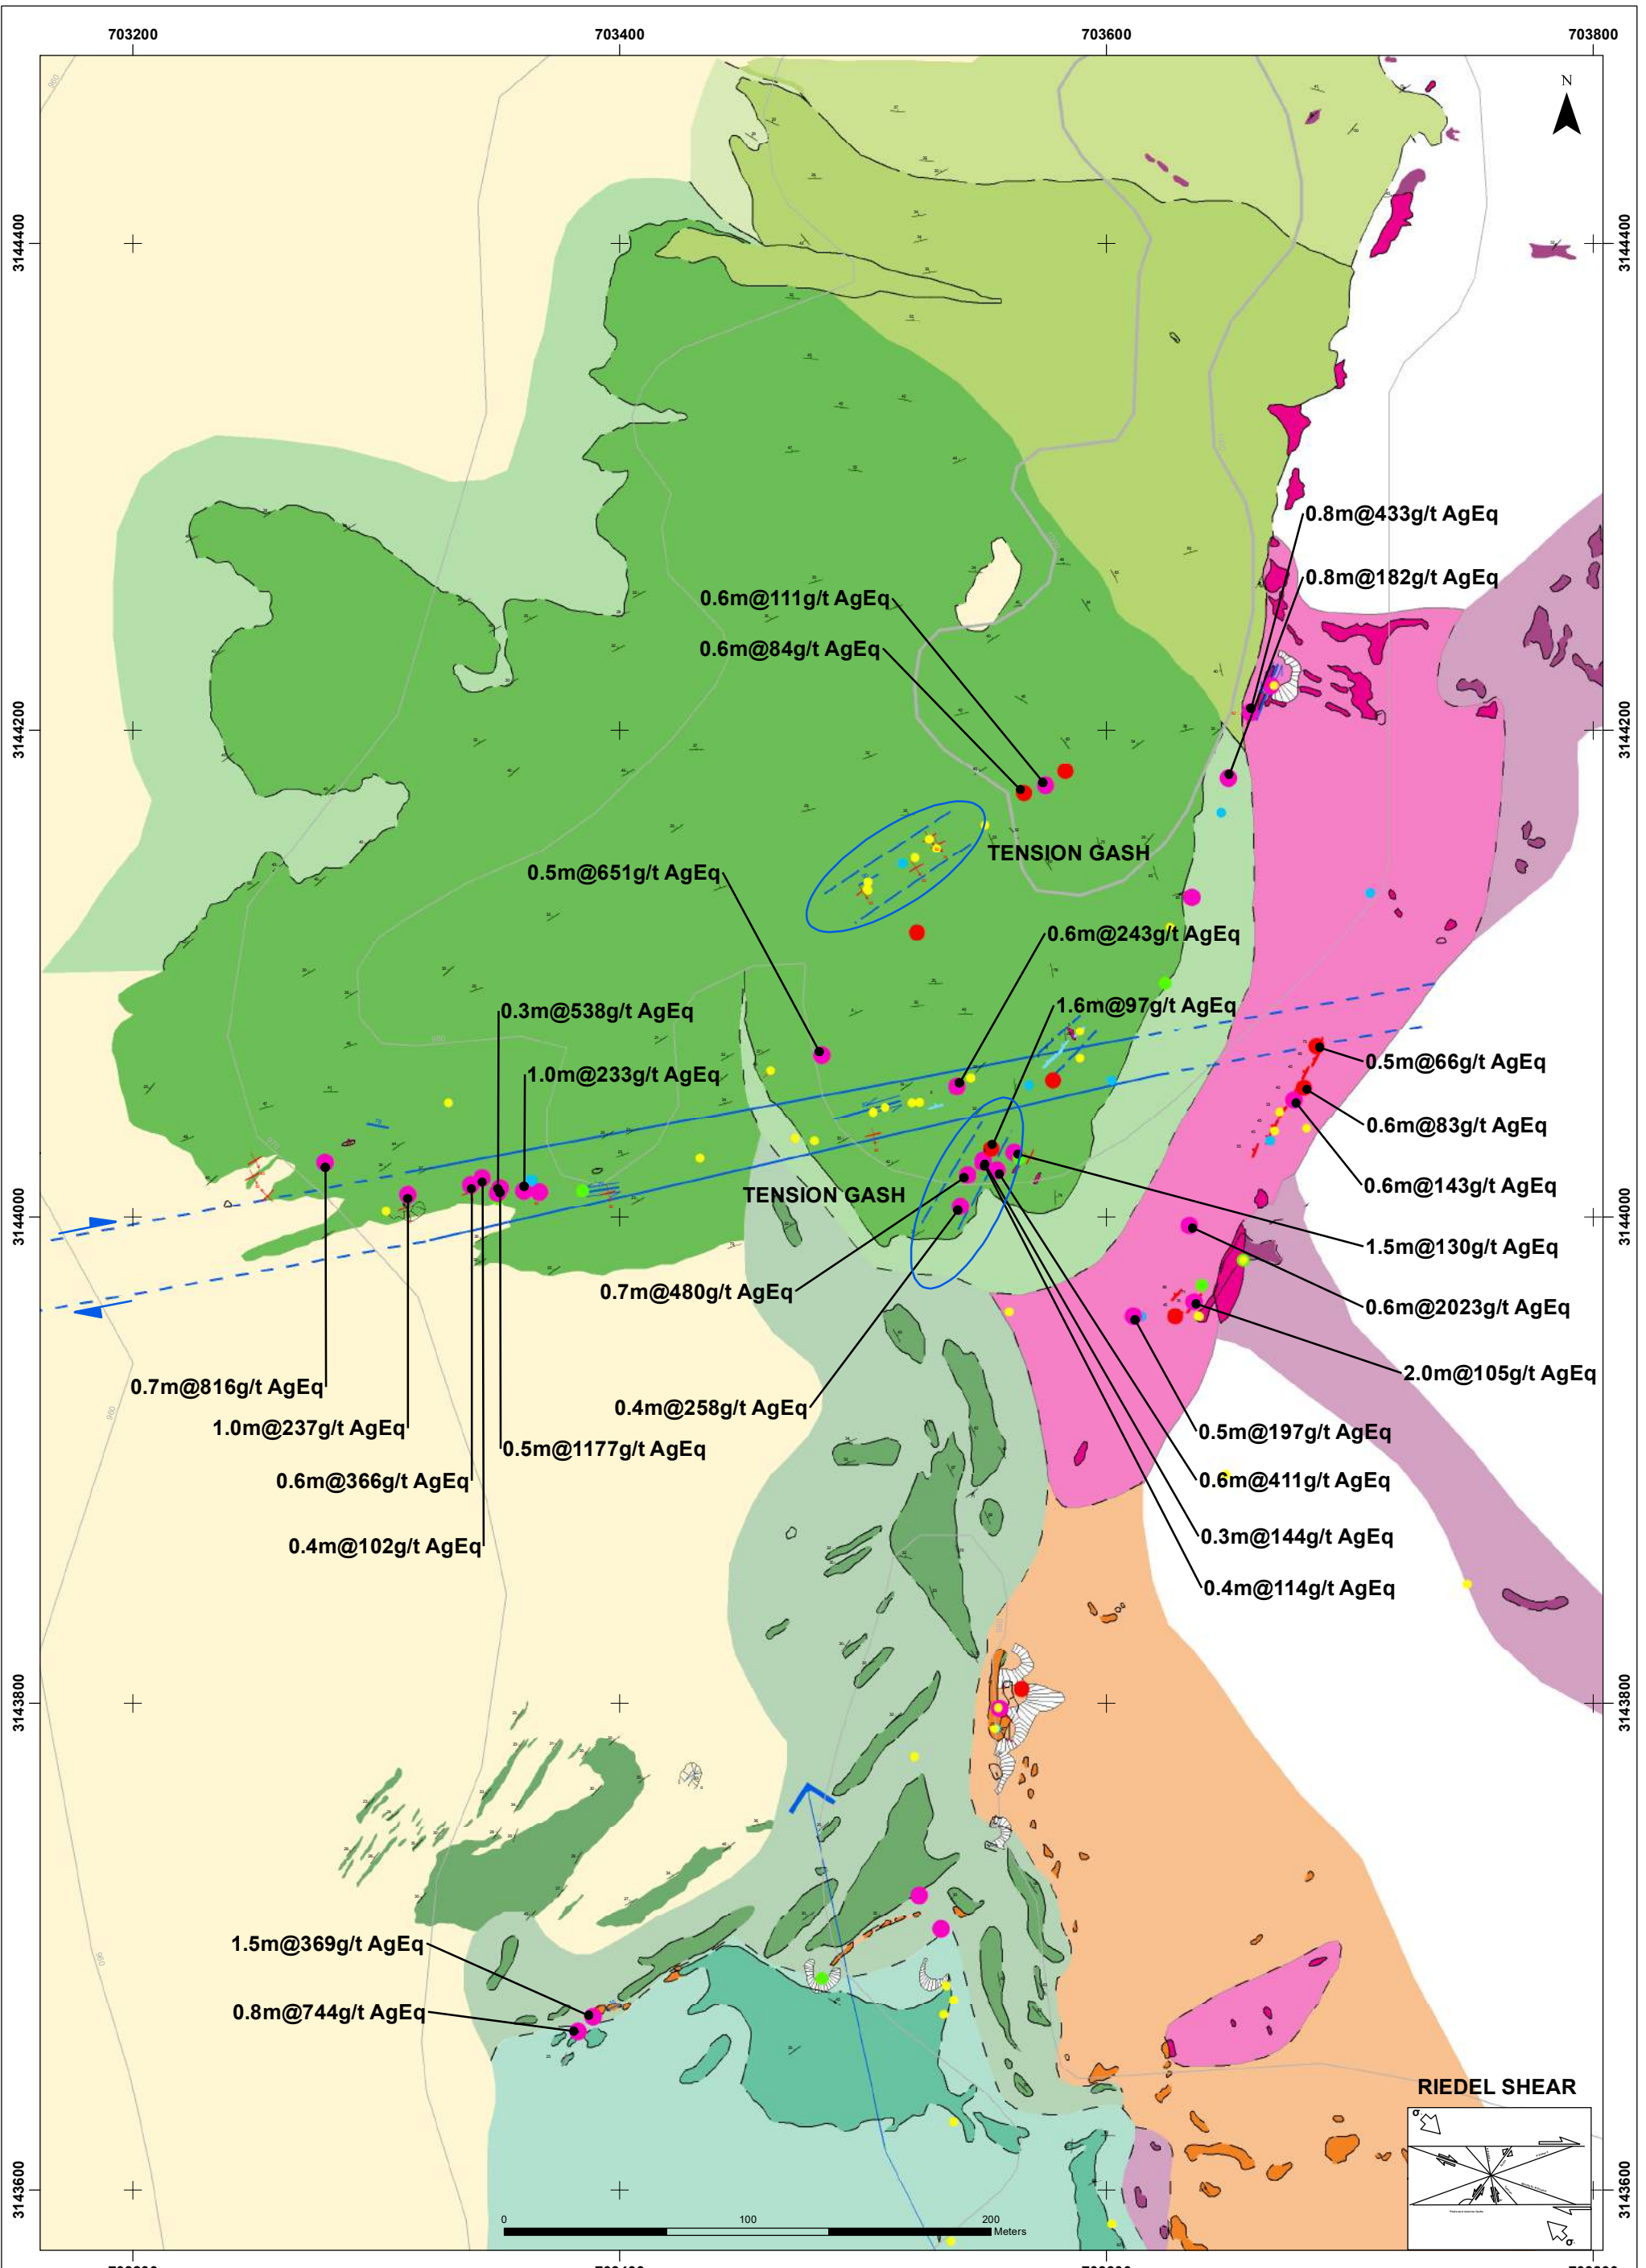 703200 703400 703600 703800
N
3144400 3144400
0.8m@433g/t AgEq
0.8m@182g/t AgEq
0.6m@111g/t AgEq
0.6m@84g/t AgEq
3144200 3144200
TENSION GASH
0.5m@651g/t AgEq
0.6m@243g/t AgEq
1.6m@97g/t AgEq
0.3m@538g/t AgEq
0.5m@66g/t AgEq
1.0m@233g/t AgEq
0.6m@83g/t AgEq
0.6m@143g/t AgEq
TENSION GASH
3144000 3144000
1.5m@130g/t AgEq
0.7m@480g/t AgEq
0.6m@2023g/t AgEq
2.0m@105g/t AgEq
0.7m@816g/t AgEq
0.4m@258g/t AgEq
1.0m@237g/t AgEq
0.5m@197g/t AgEq
0.5m@1177g/t AgEq
0.6m@366g/t AgEq
0.6m@411g/t AgEq
0.3m@144g/t AgEq
0.4m@102g/t AgEq
0.4m@114g/t AgEq
3143800 3143800
1.5m@369g/t AgEq
0.8m@744g/t AgEq
RIEDEL SHEAR
σ
σ
3143600 3143600
0 100 200
Meters